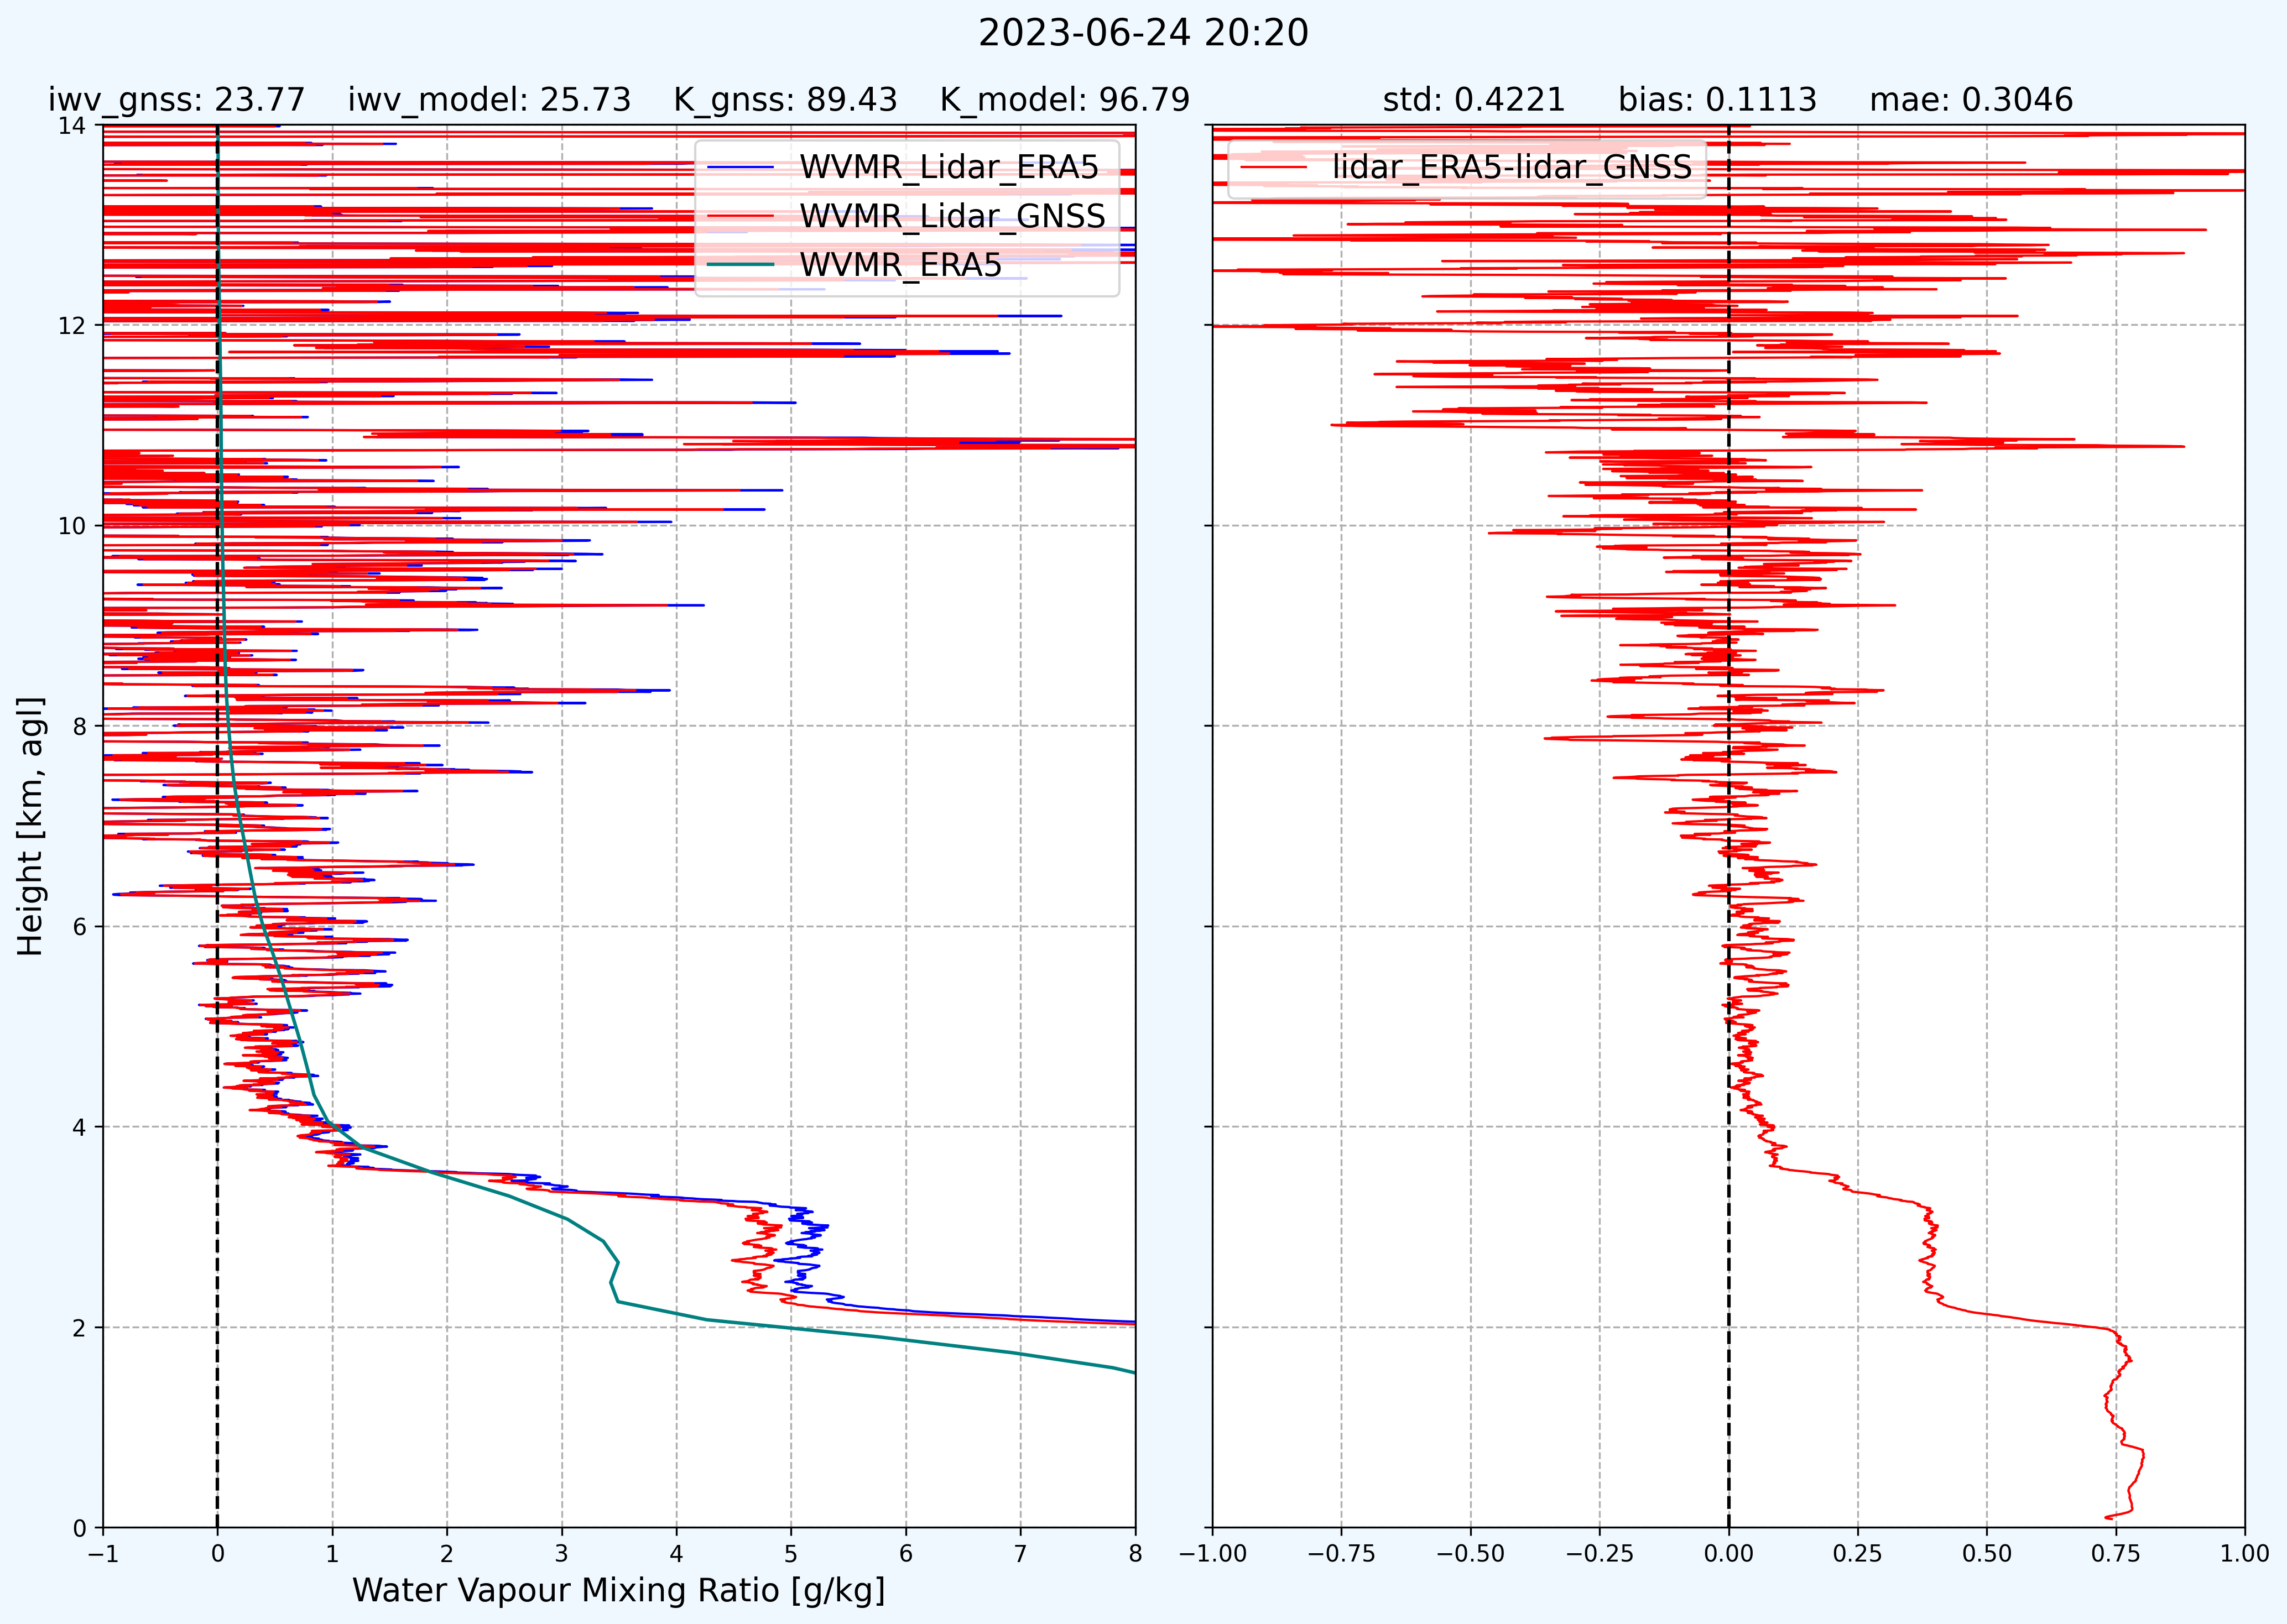 2023-06-24 20:20
iwv_gnss: 23.77 iwv_model: 25.73 K_gnss: 89.43 K_model: 96.79
std: 0.4221 bias: 0.1113 mae: 0.3046
WVMR_Lidar_ERA5
WVMR_Lidar_GNSS
WVMR_ERA5
lidar_ERA5-lidar_GNSS
Height [km, agl]
14
12
10
8
6
4
2
0
−1 0 1 2 3 4 5 6 7 8
−1.00 −0.75 −0.50 −0.25 0.00 0.25 0.50 0.75 1.00
Water Vapour Mixing Ratio [g/kg]